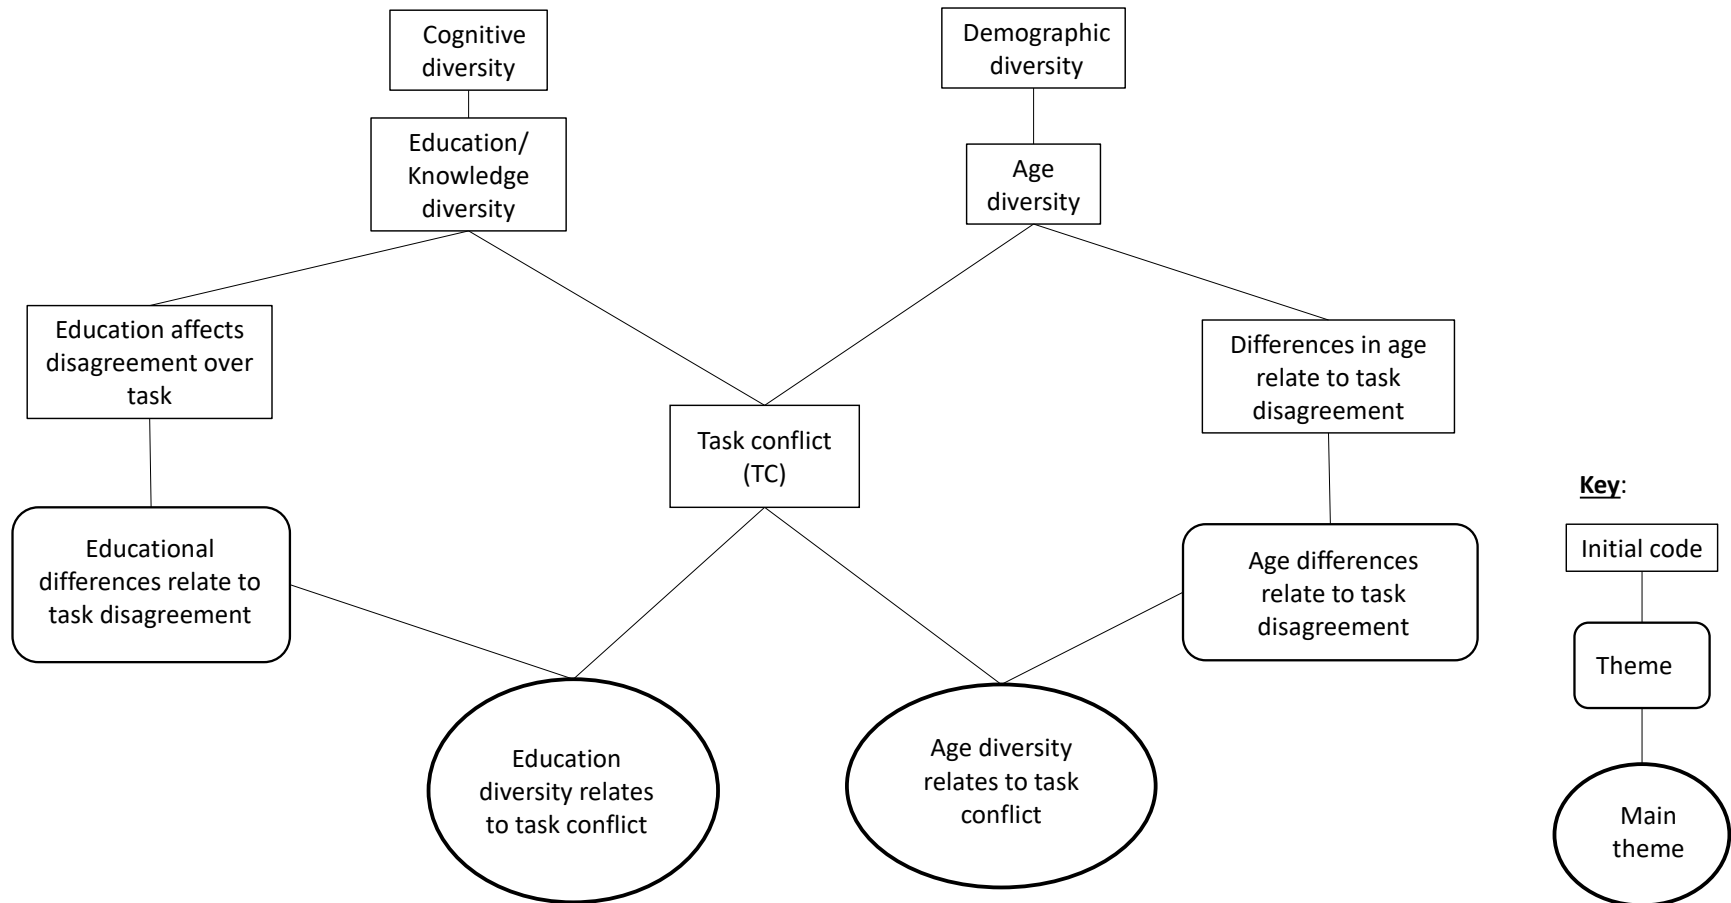 Cognitive
diversity
Demographic
diversity
Education/
Knowledge
diversity
Age
diversity
Education affects
disagreement over
task
Differences in age
relate to task
disagreement
Task conflict
(TC)
Key:
Educational
differences relate to
task disagreement
Age differences
relate to task
disagreement
Initial code
Theme
Education
diversity relates
to task conflict
Age diversity
relates to task
conflict
Main
theme